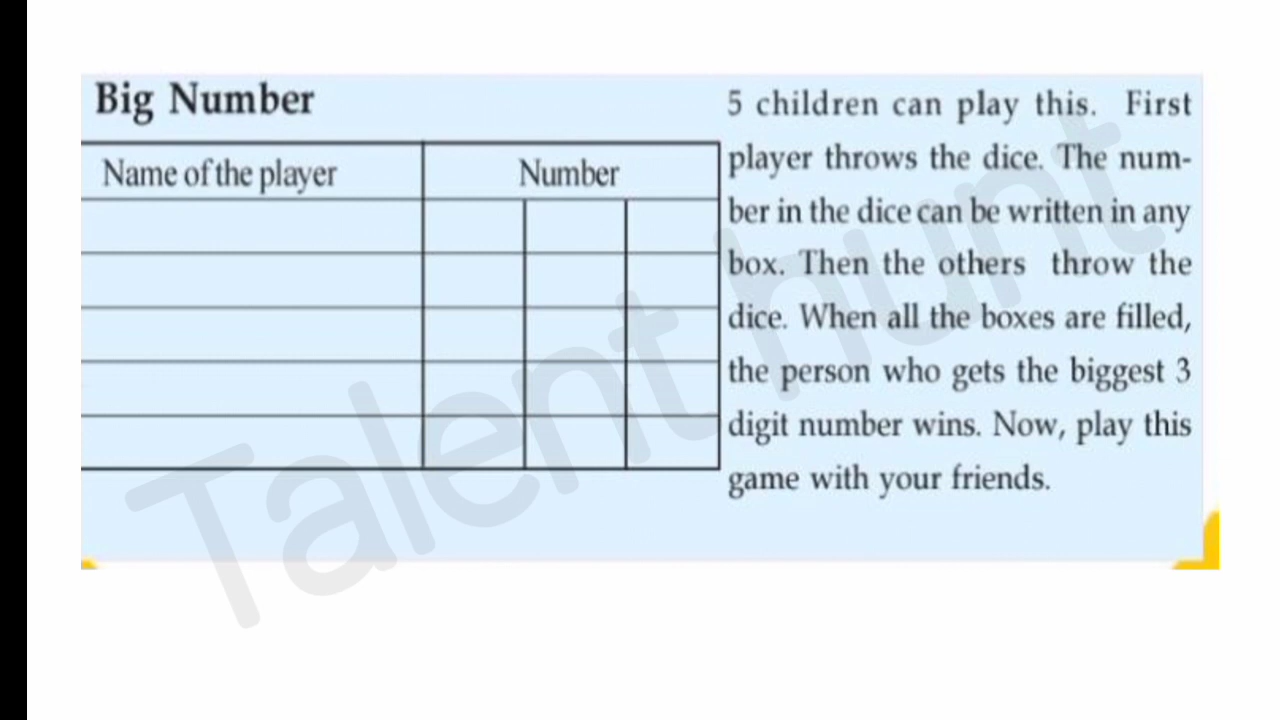 Big Number
Name of the player
Number
5 children can play this. First
player throws the dice. The num-
ber in the dice can be written in any
box. Then the others throw the
dice. When all the boxes are filled,
the person who gets the biggest 3
digit number wins. Now, play this
game with your friends.
Talent hunt